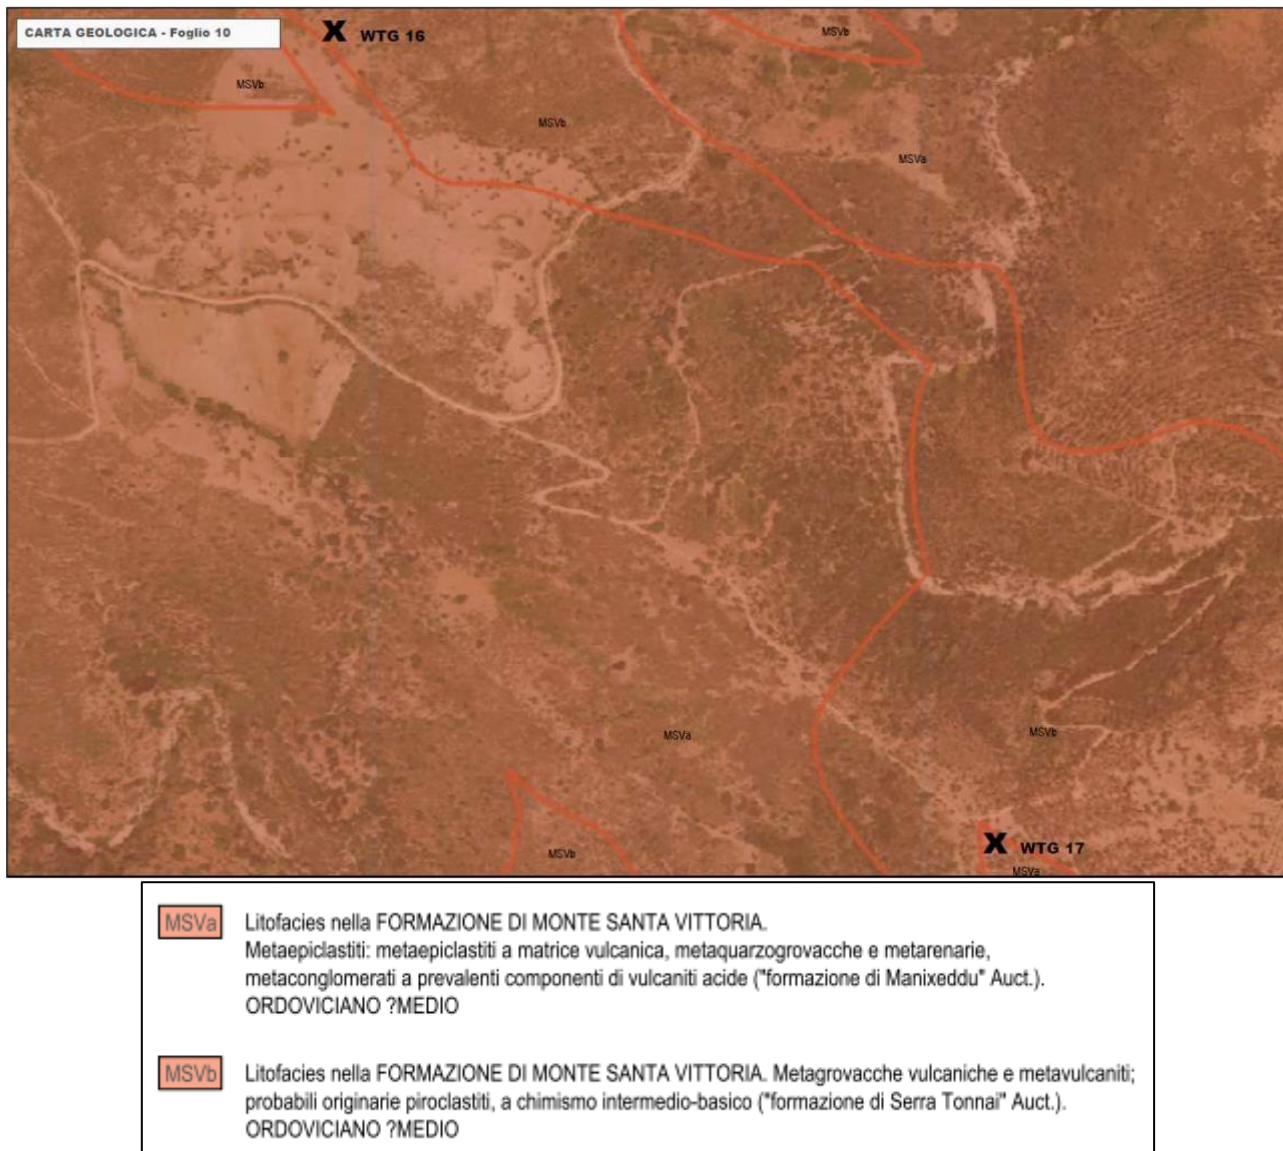 CARTA GEOLOGICA - Foglio 10
X WTG 16
MSVb
MSVb
MSVb
MSVa
MSVa
MSVb
MSVb
X WTG 17
MSVa
MSVa Litofacies nella FORMAZIONE DI MONTE SANTA VITTORIA.
Metaepiclastiti: metaepiclastiti a matrice vulcanica, metaquarzogrovacche e metarenarie,
metaconglomerati a prevalenti componenti di vulcaniti acide ("formazione di Manixeddu" Auct.).
ORDOVICIANO ?MEDIO
MSVb Litofacies nella FORMAZIONE DI MONTE SANTA VITTORIA. Metagrovacche vulcaniche e metavulcaniti;
probabili originarie piroclastiti, a chimismo intermedio-basico ("formazione di Serra Tonnai" Auct.).
ORDOVICIANO ?MEDIO